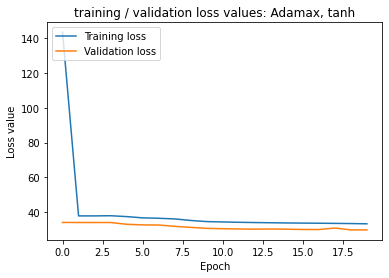 training / validation loss values: Adamax, tanh
Training loss
Validation loss
Loss value
140
120
100
80
60
40
0.0 2.5 5.0 7.5 10.0 12.5 15.0 17.5
Epoch